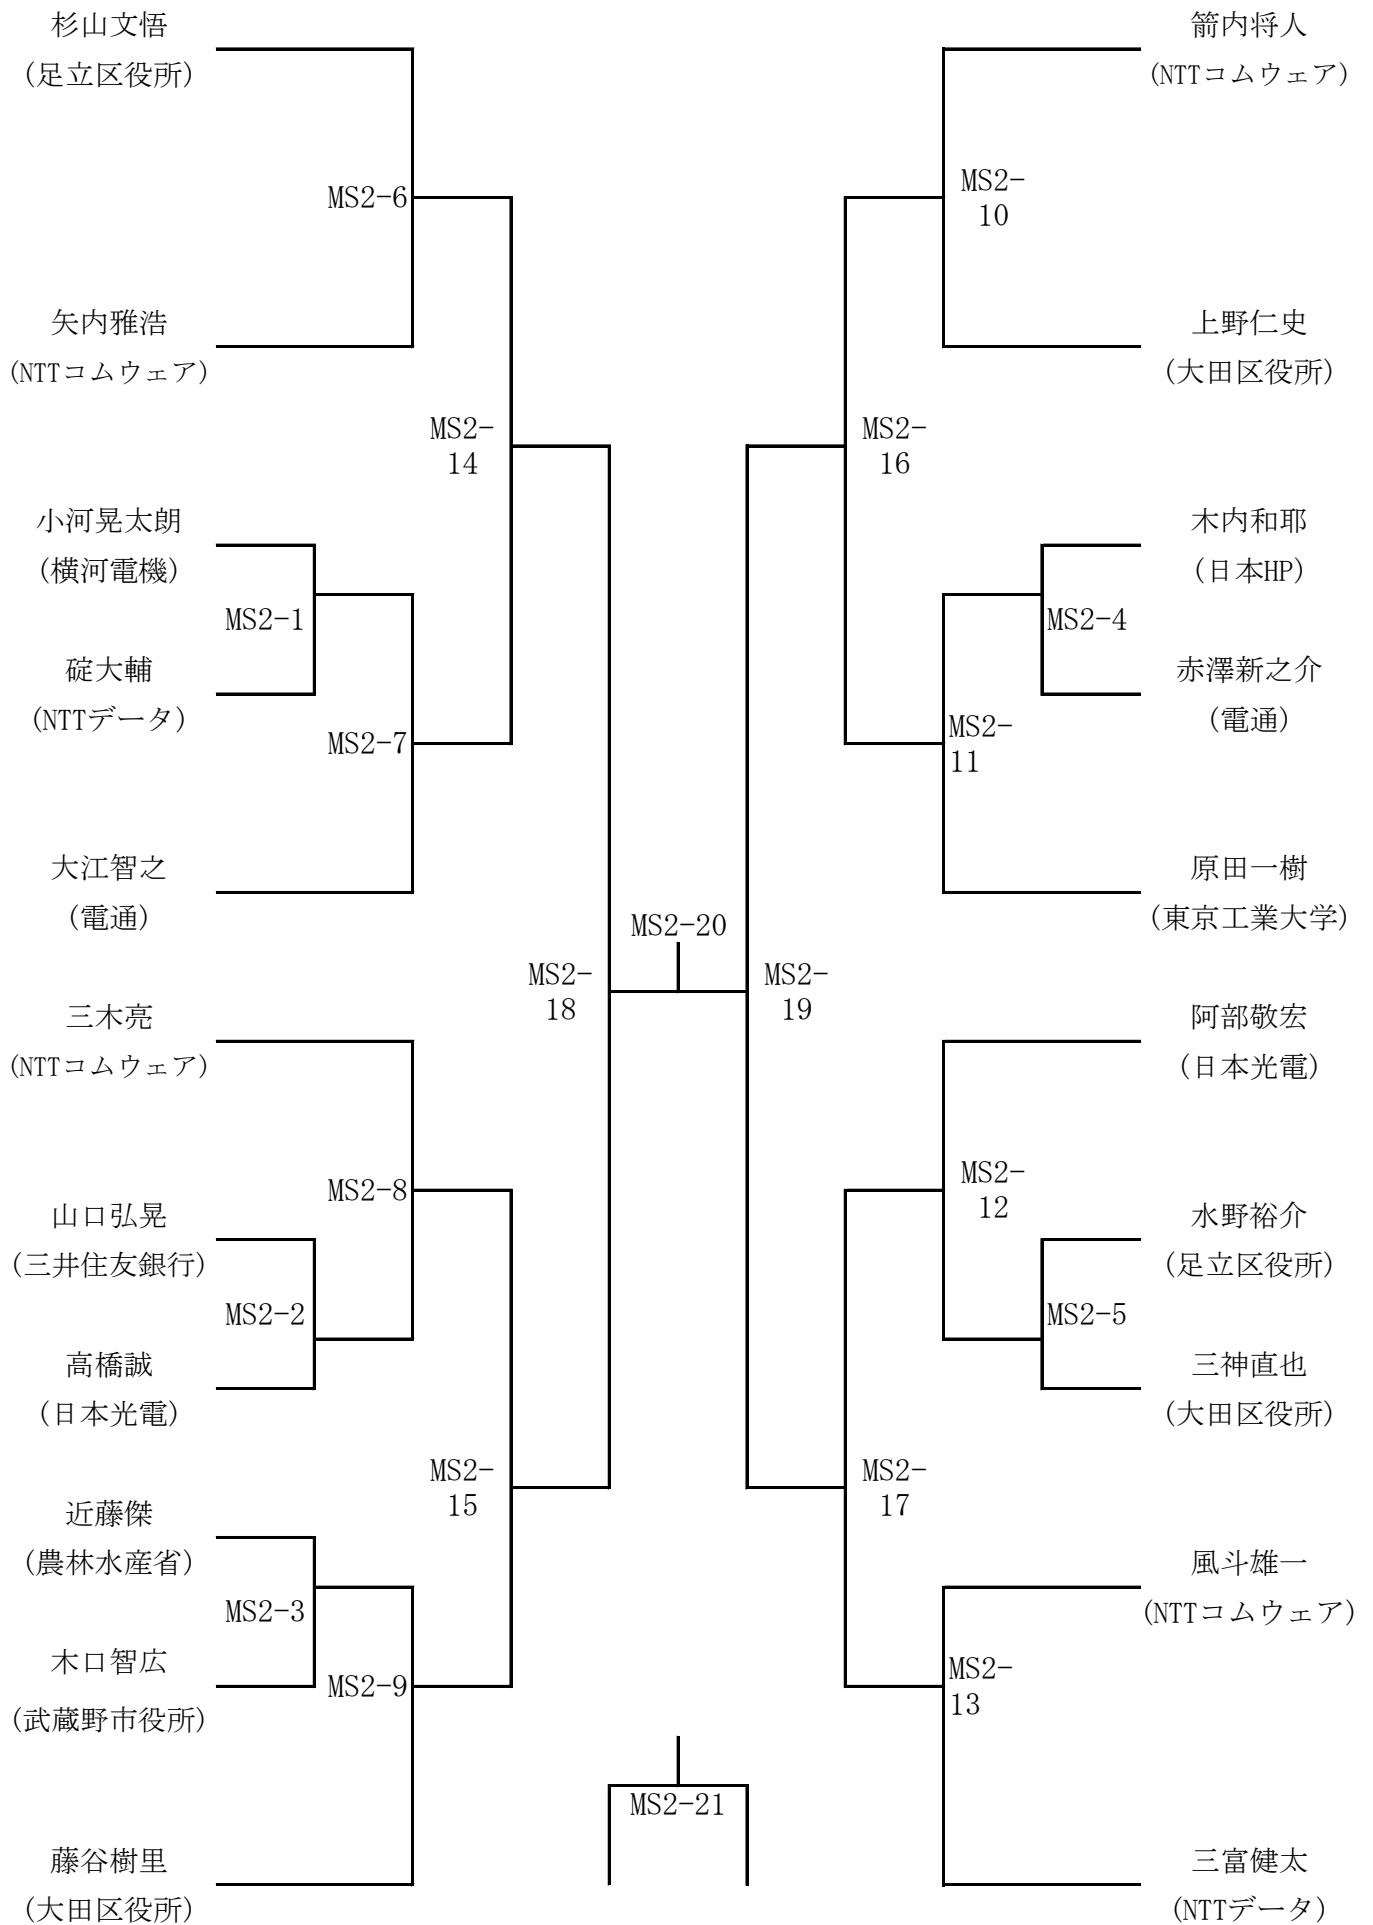 杉山文悟
(足立区役所)
MS2-6
矢内雅浩
(NTTコムウェア)
MS2-
14
小河晃太朗
(横河電機)
MS2-1
碇大輔
(NTTデータ)
MS2-7
大江智之
(電通)
MS2-
18
三木亮
(NTTコムウェア)
MS2-8
山口弘晃
(三井住友銀行)
MS2-2
高橋誠
(日本光電)
MS2-
15
近藤傑
(農林水産省)
MS2-3
木口智広
(武蔵野市役所)
MS2-9
藤谷樹里
(大田区役所)
MS2-20
MS2-21
箭内将人
(NTTコムウェア)
MS2-
10
上野仁史
(大田区役所)
MS2-
16
木内和耶
(日本HP)
MS2-4
赤澤新之介
(電通)
MS2-
11
原田一樹
(東京工業大学)
MS2-
19
阿部敬宏
(日本光電)
MS2-
12
水野裕介
(足立区役所)
MS2-5
三神直也
(大田区役所)
MS2-
17
風斗雄一
(NTTコムウェア)
MS2-
13
三富健太
(NTTデータ)